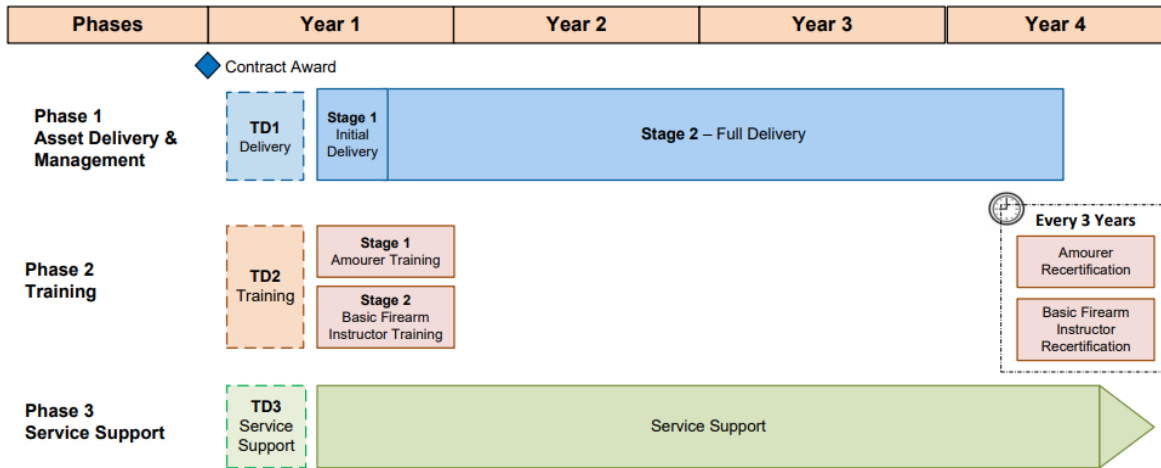 Phases
Year 1
Year 2
Year 3
Year 4
Contract Award
Phase 1
Asset Delivery &
Management
TD1
Delivery
Stage 1
Initial
Delivery
Stage 2 – Full Delivery
Every 3 Years
Phase 2
Training
TD2
Training
Stage 1
Amourer Training
Stage 2
Basic Firearm
Instructor Training
Amourer
Recertification
Basic Firearm
Instructor
Recertification
Phase 3
Service Support
TD3
Service
Support
Service Support